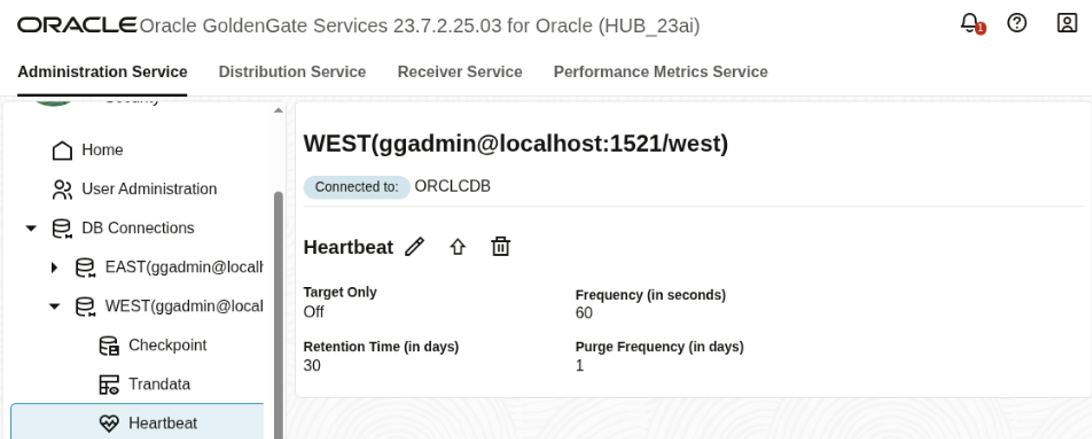 ORACLE Oracle GoldenGate Services 23.7.2.25.03 for Oracle (HUB_23ai)
1
Administration Service Distribution Service Receiver Service Performance Metrics Service
Security
Home
User Administration
DB Connections
EAST(ggadmin@localh
WEST(ggadmin@local
Checkpoint
Trandata
Heartbeat
WEST(ggadmin@localhost:1521/west)
Connected to: ORCLCDB
Heartbeat
Target Only
Off
Frequency (in seconds)
60
Retention Time (in days)
30
Purge Frequency (in days)
1